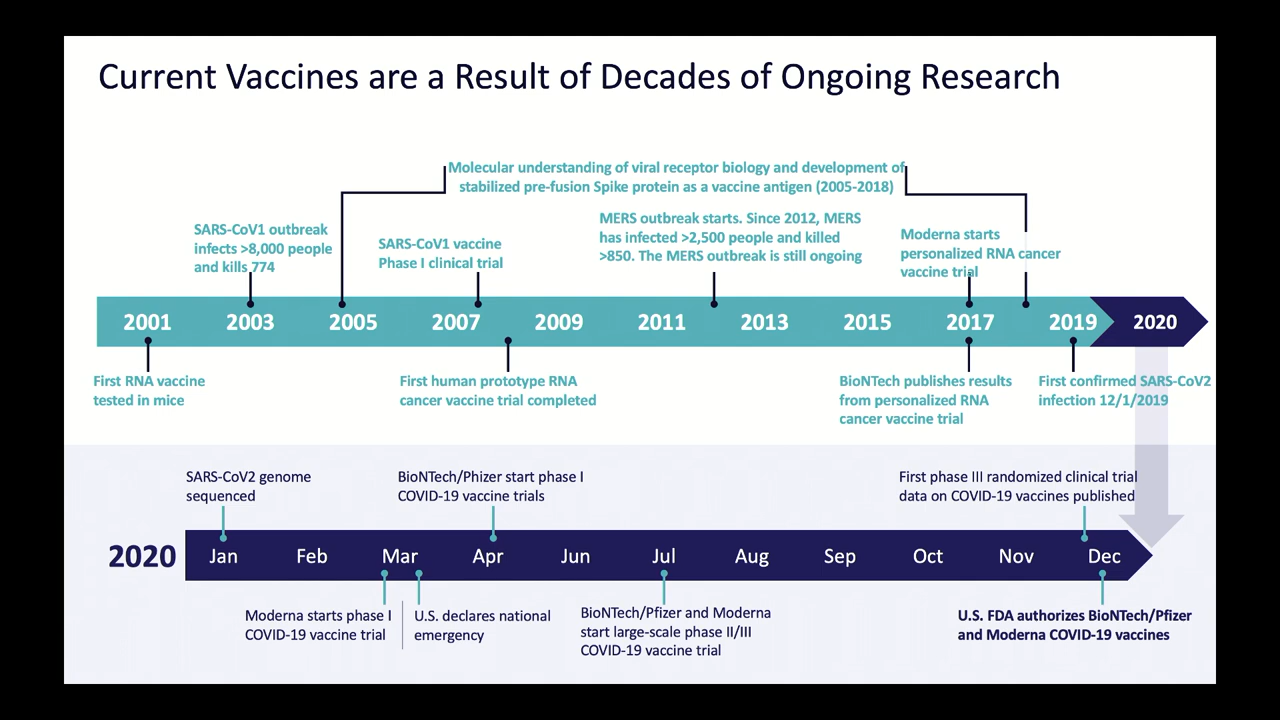 Current Vaccines are a Result of Decades of Ongoing Research
Molecular understanding of viral receptor biology and development of
stabilized pre-fusion Spike protein as a vaccine antigen (2005-2018)
SARS-CoV1 outbreak
infects >8,000 people
and kills 774
SARS-CoV1 vaccine
Phase I clinical trial
MERS outbreak starts. Since 2012, MERS
has infected >2,500 people and killed
>850. The MERS outbreak is still ongoing
Moderna starts
personalized RNA cancer
vaccine trial
2001 2003 2005 2007 2009 2011 2013 2015 2017 2019 2020
First RNA vaccine
tested in mice
First human prototype RNA
cancer vaccine trial completed
BioNTech publishes results
from personalized RNA
cancer vaccine trial
First confirmed SARS-CoV2
infection 12/1/2019
SARS-CoV2 genome
sequenced
BioNTech/Phizer start phase I
COVID-19 vaccine trials
First phase III randomized clinical trial
data on COVID-19 vaccines published
2020 Jan Feb Mar Apr Jun Jul Aug Sep Oct Nov Dec
Moderna starts phase I
COVID-19 vaccine trial
U.S. declares national
emergency
BioNTech/Pfizer and Moderna
start large-scale phase II/III
COVID-19 vaccine trial
U.S. FDA authorizes BioNTech/Pfizer
and Moderna COVID-19 vaccines